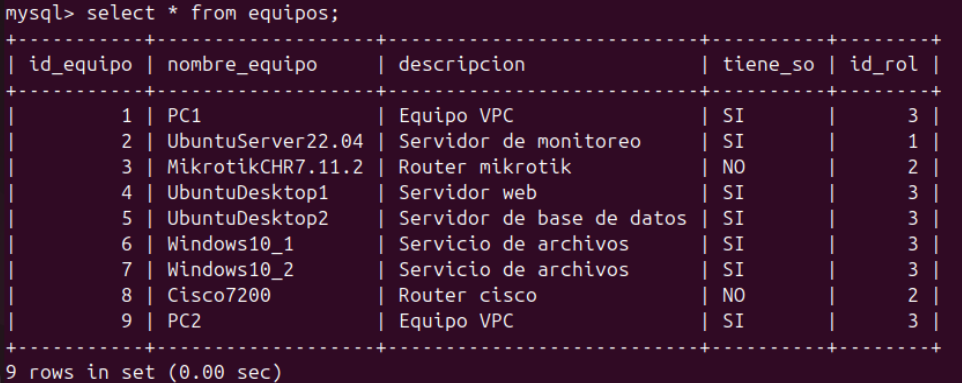 mysql> select * from equipos;
+-----------+-------------------+---------------------------+----------+--------+
| id_equipo | nombre_equipo     | descripcion               | tiene_so | id_rol |
+-----------+-------------------+---------------------------+----------+--------+
|         1 | PC1               | Equipo VPC                | SI       |      3 |
|         2 | UbuntuServer22.04 | Servidor de monitoreo     | SI       |      1 |
|         3 | MikrotikCHR7.11.2 | Router mikrotik           | NO       |      2 |
|         4 | UbuntuDesktop1    | Servidor web              | SI       |      3 |
|         5 | UbuntuDesktop2    | Servidor de base de datos | SI       |      3 |
|         6 | Windows10_1       | Servicio de archivos      | SI       |      3 |
|         7 | Windows10_2       | Servicio de archivos      | SI       |      3 |
|         8 | Cisco7200         | Router cisco              | NO       |      2 |
|         9 | PC2               | Equipo VPC                | SI       |      3 |
+-----------+-------------------+---------------------------+----------+--------+
9 rows in set (0.00 sec)